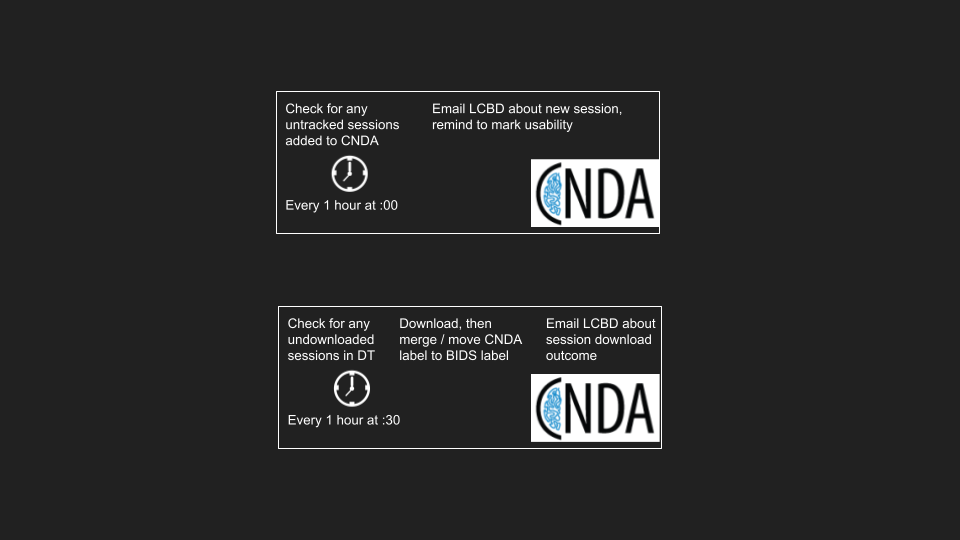 Check for any
untracked sessions
added to CNDA
Email LCBD about new session,
remind to mark usability
Every 1 hour at :00
CNDA
Check for any
undownloaded
sessions in DT
Download, then
merge / move CNDA
label to BIDS label
Email LCBD about
session download
outcome
Every 1 hour at :30
CNDA